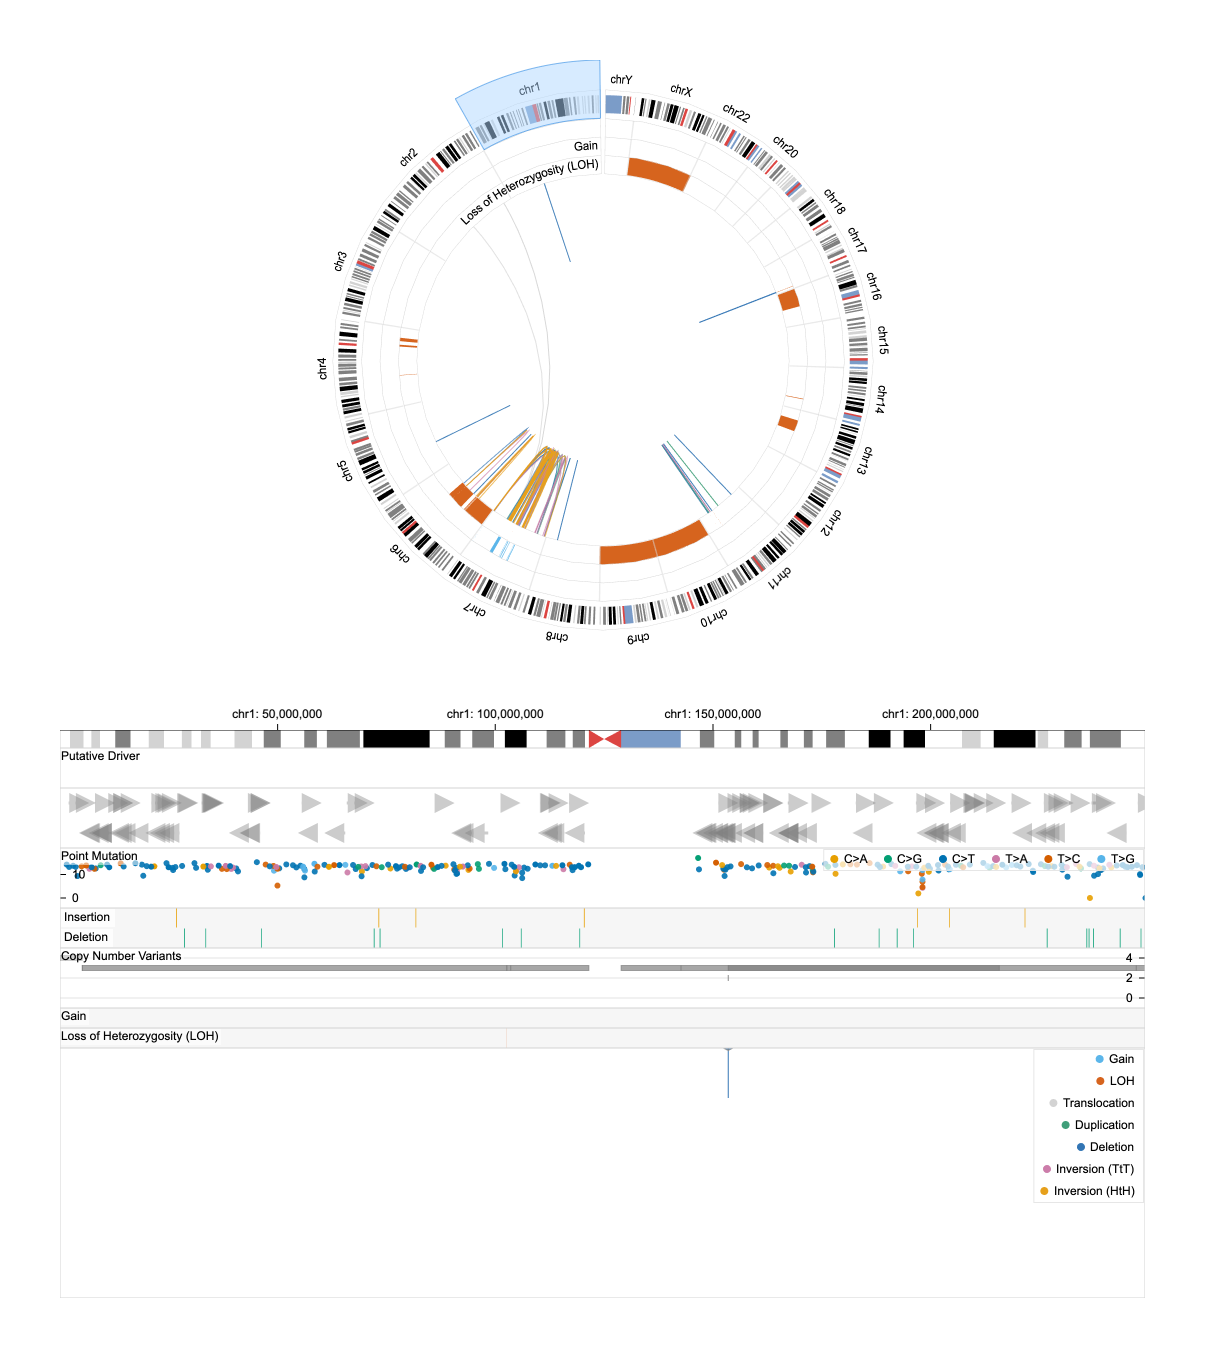 chr1
chrY
chrX
chr22
chr20
chr18
chr17
chr16
chr15
chr14
chr13
chr12
chr11
chr10
chr9
chr8
chr7
chr6
chr5
chr4
chr3
chr2
Gain
Loss of Heterozygosity (LOH)
chr1: 50,000,000 chr1: 100,000,000 chr1: 150,000,000 chr1: 200,000,000
Putative Driver
Point Mutation
C>A C>G C>T T>A T>C T>G
10
0
Insertion
Deletion
Copy Number Variants
4
2
0
Gain
Loss of Heterozygosity (LOH)
Gain
LOH
Translocation
Duplication
Deletion
Inversion (TtT)
Inversion (HtH)